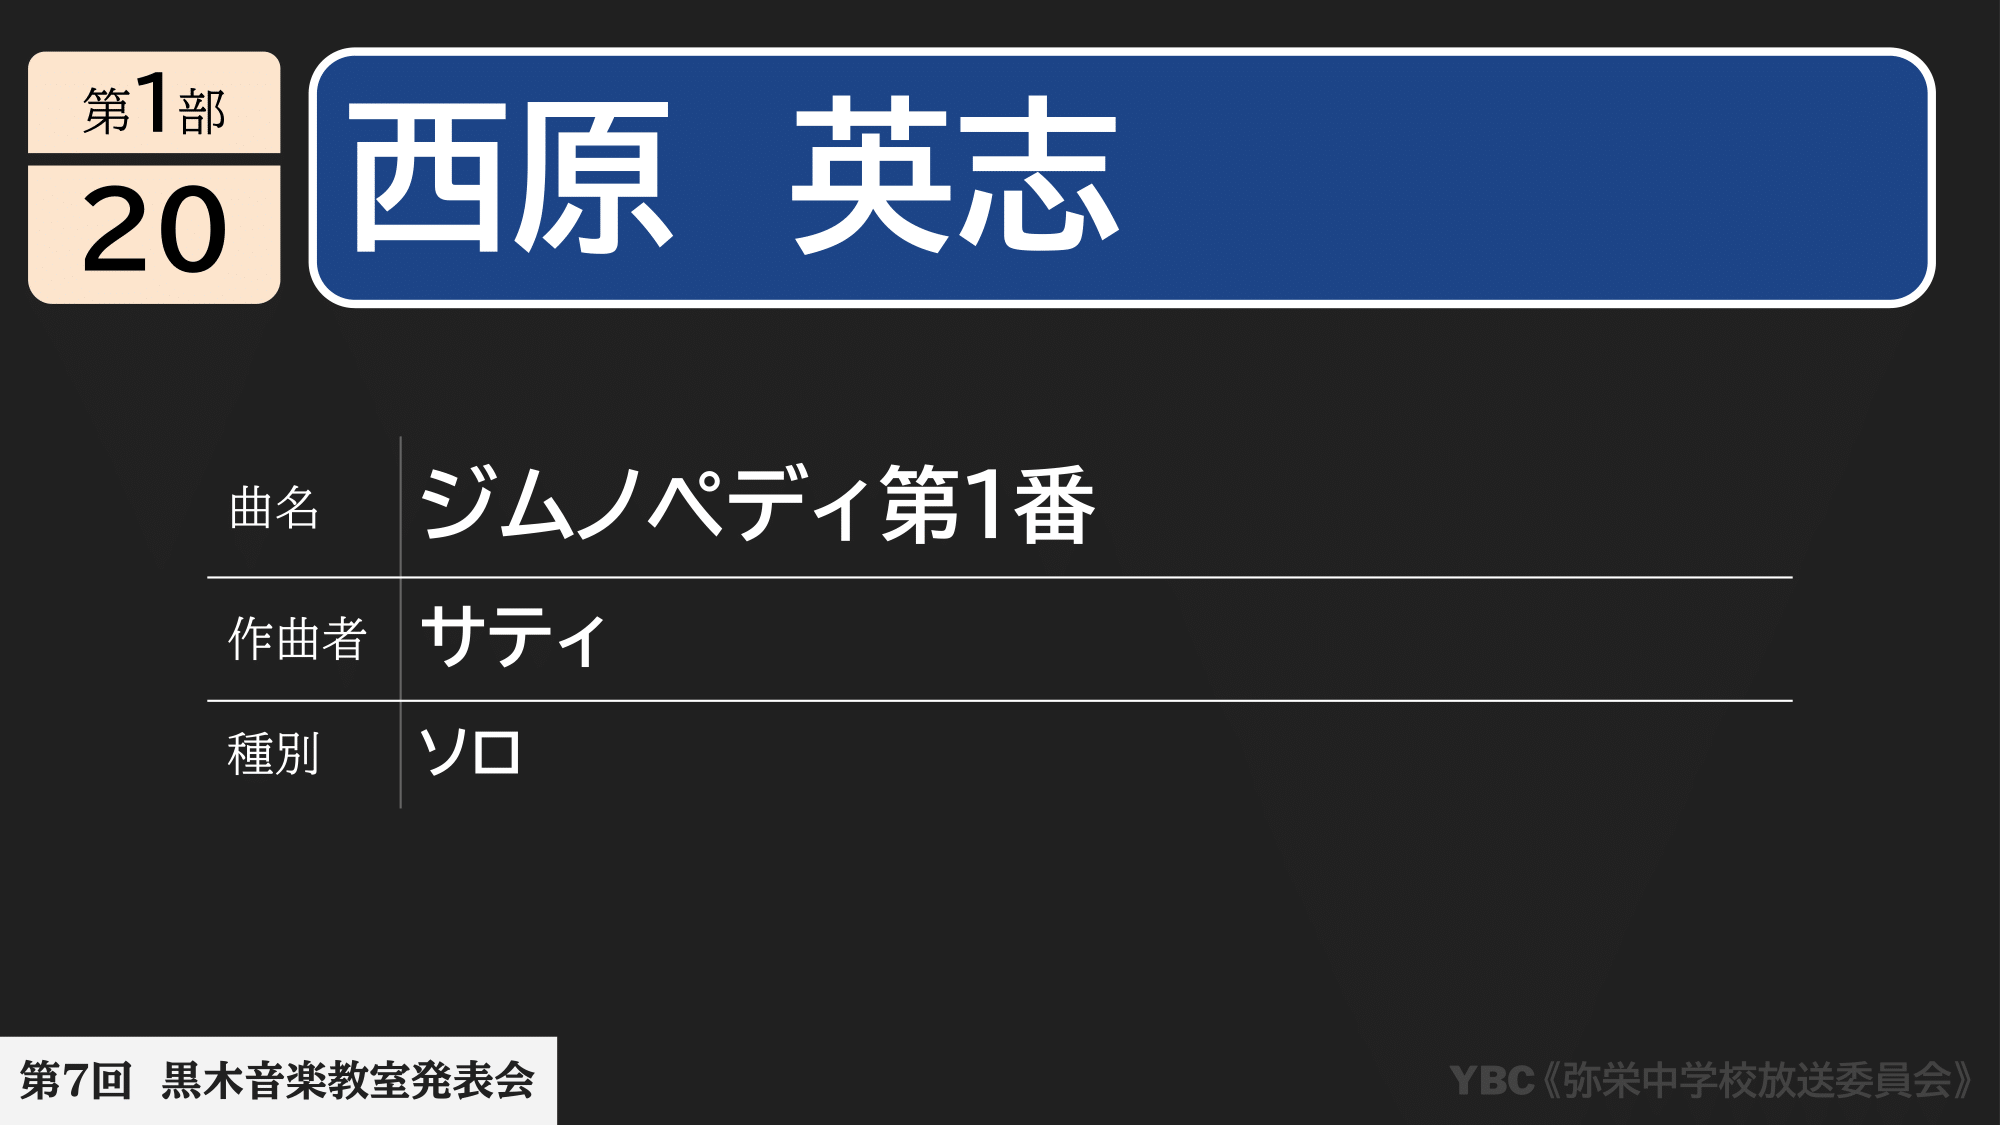 第1部
20
西原　英志
曲名
ジムノペディ第1番
作曲者
サティ
種別
ソロ
第7回　黒木音楽教室発表会
YBC《弥栄中学校放送委員会》